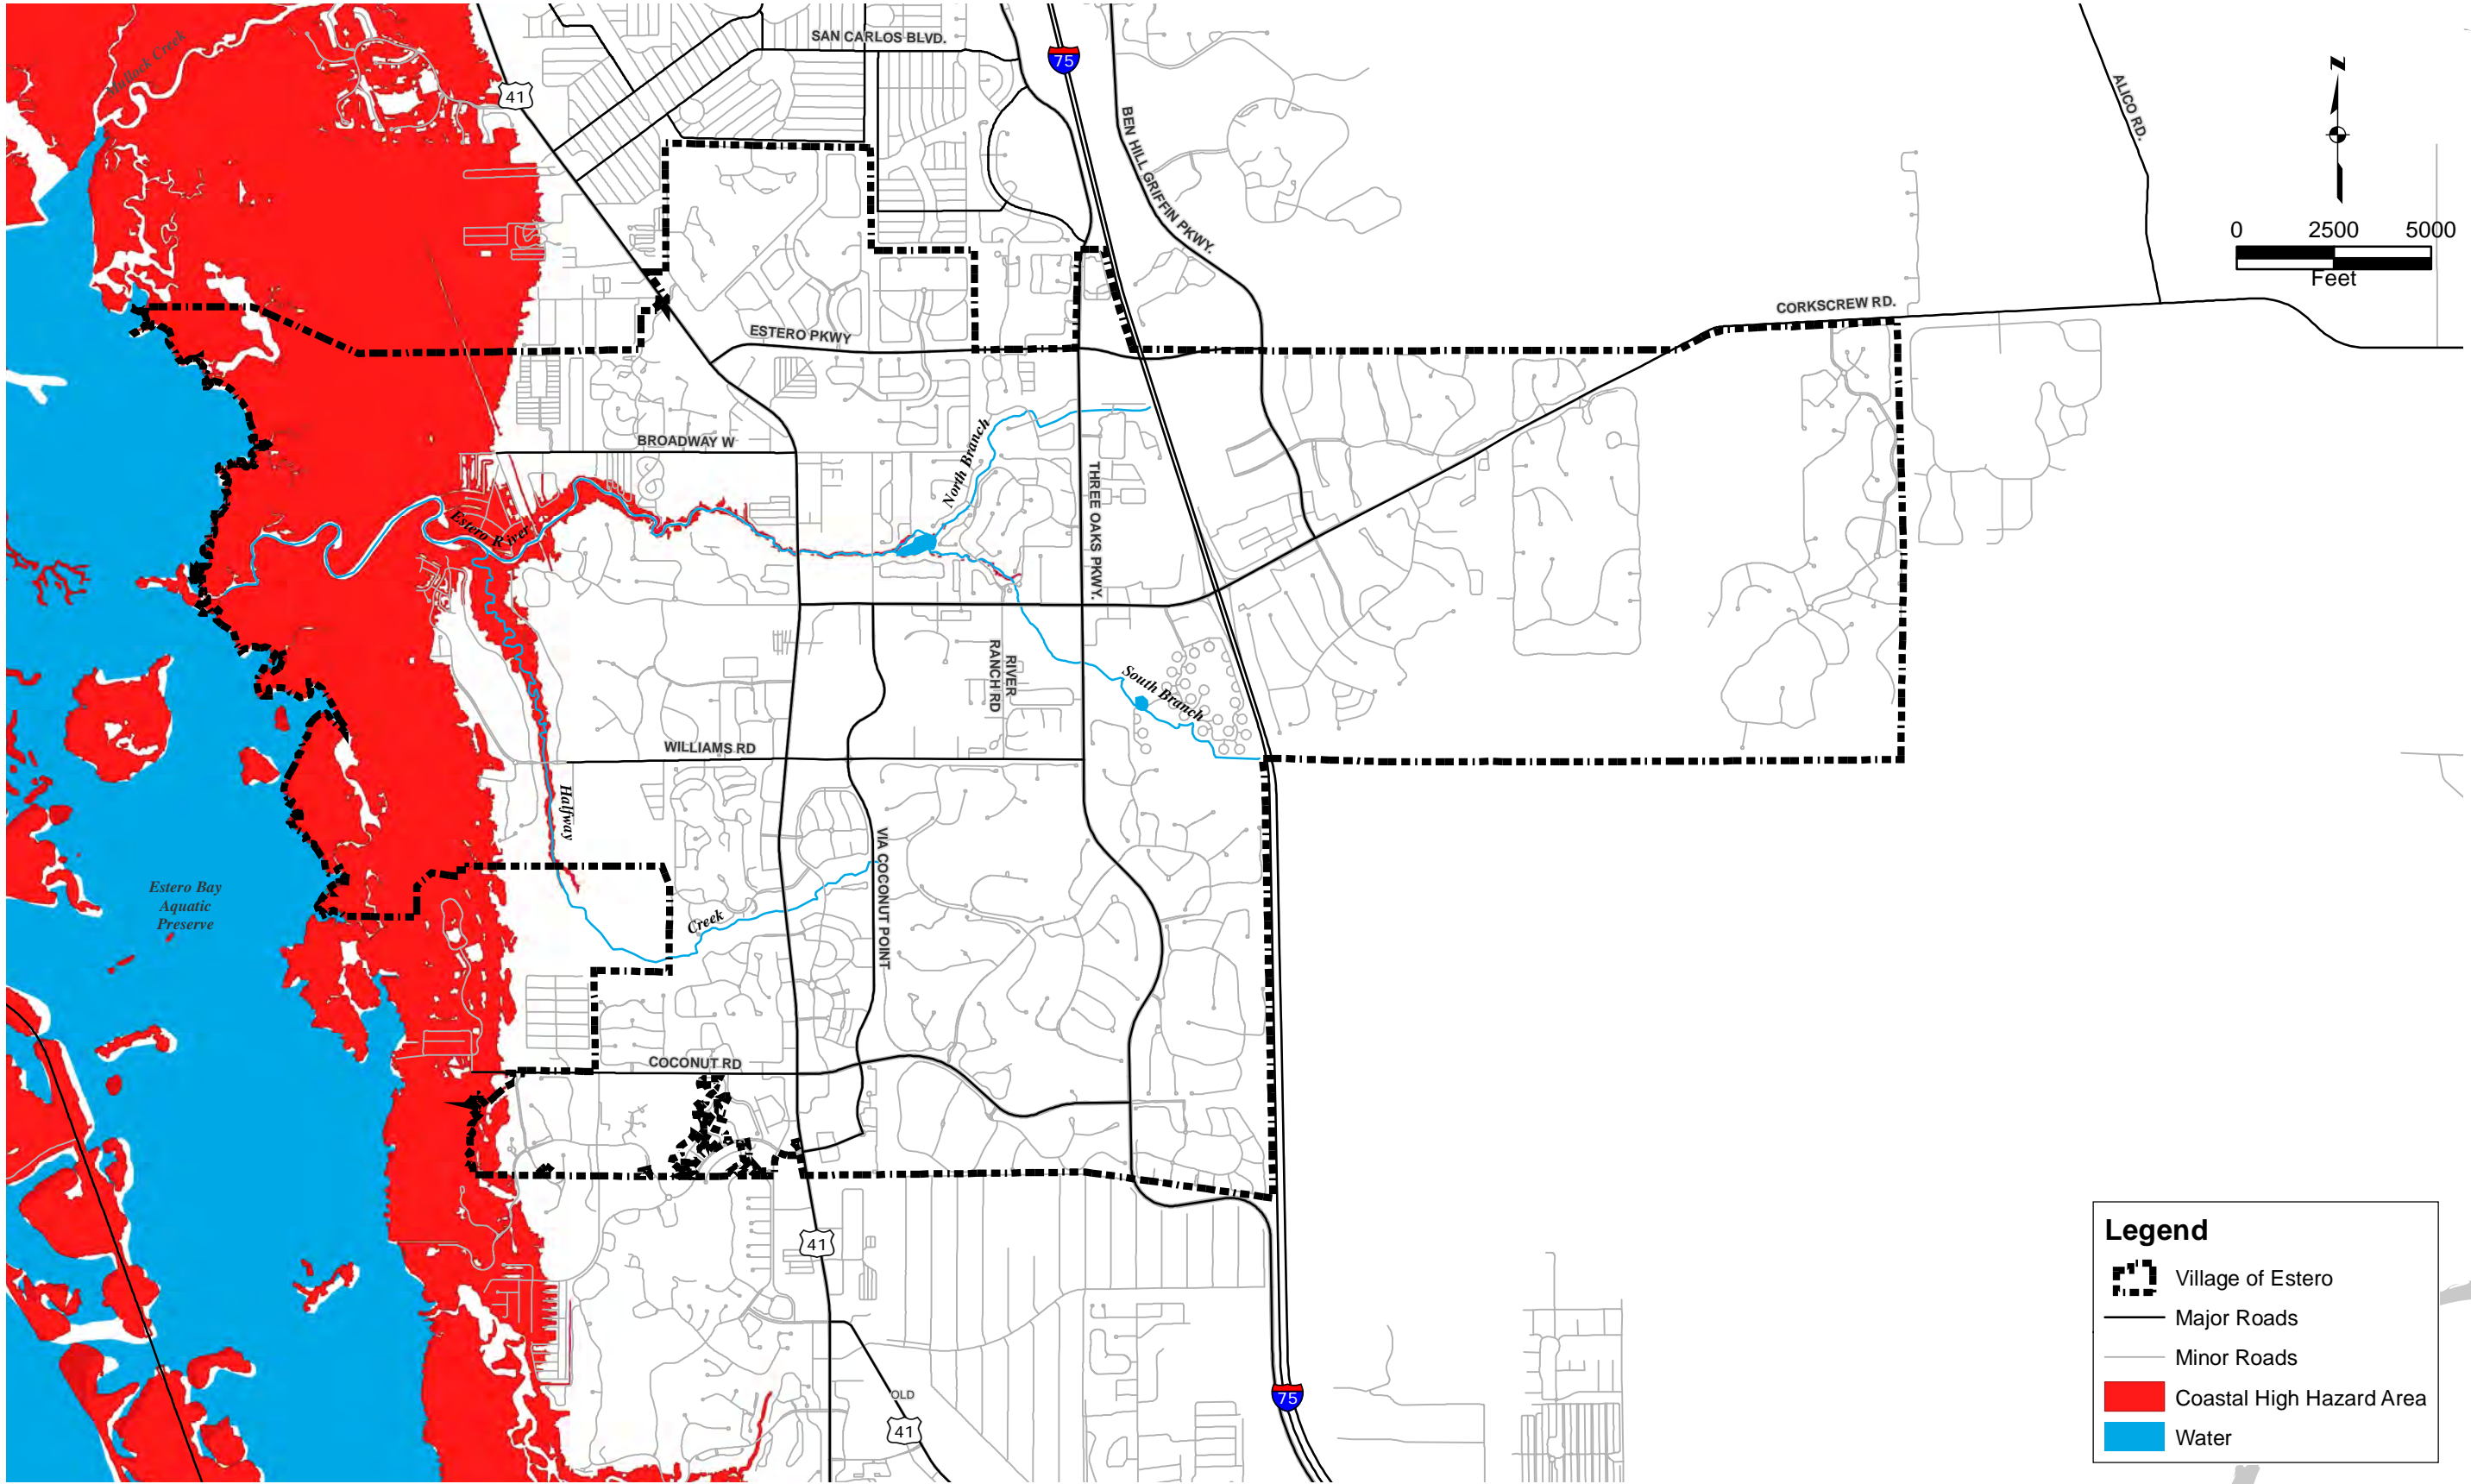 Mullock Creek
SAN CARLOS BLVD.
75
41
BEN HILL GRIFFIN PKWY.
ALICO RD.
N
0 2500 5000
Feet
CORKSCREW RD.
ESTERO PKWY
BROADWAY W
North Branch
THREE OAKS PKWY.
Estero River
RIVER
RANCH RD
South Branch
WILLIAMS RD
Halfway
VIA COCONUT POINT
Estero Bay
Aquatic
Preserve
Creek
COCONUT RD
41
OLD
41
75
Legend
Village of Estero
Major Roads
Minor Roads
Coastal High Hazard Area
Water